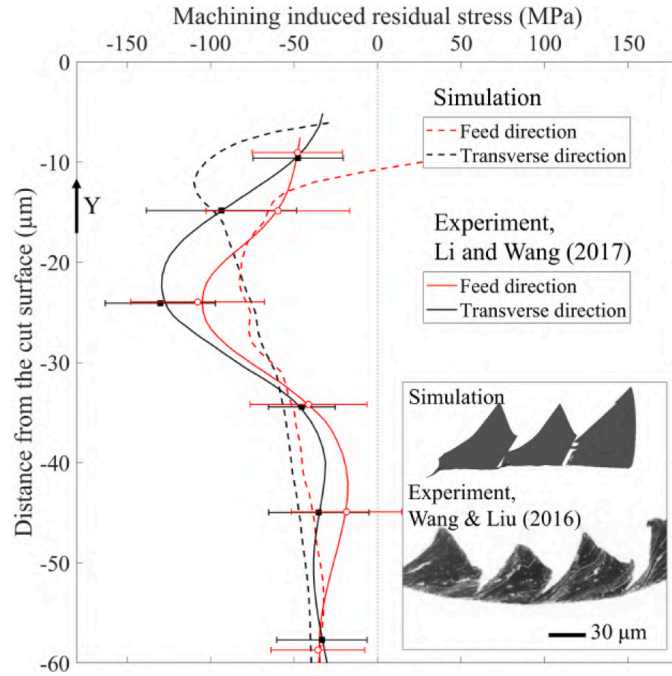 Machining induced residual stress (MPa)
-150 -100 -50 0 50 100 150
0
-10
-20
-30
-40
-50
-60
Distance from the cut surface (μm)
Y
Simulation
Feed direction
Transverse direction
Experiment,
Li and Wang (2017)
Feed direction
Transverse direction
Simulation
Experiment,
Wang & Liu (2016)
30 μm